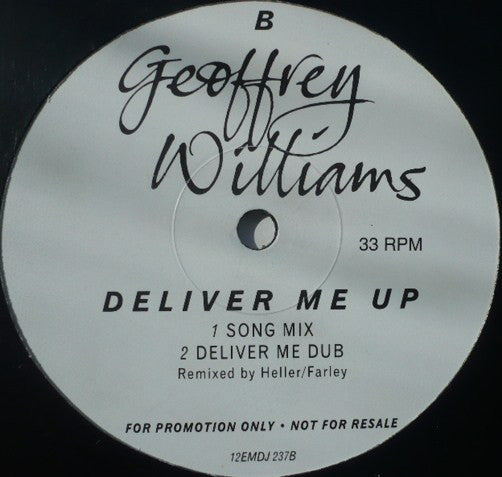 B
Geoffrey
Williams
33 RPM
DELIVER ME UP
1 SONG MIX
2 DELIVER ME DUB
Remixed by Heller/Farley
FOR PROMOTION ONLY • NOT FOR RESALE
12EMDJ 237B